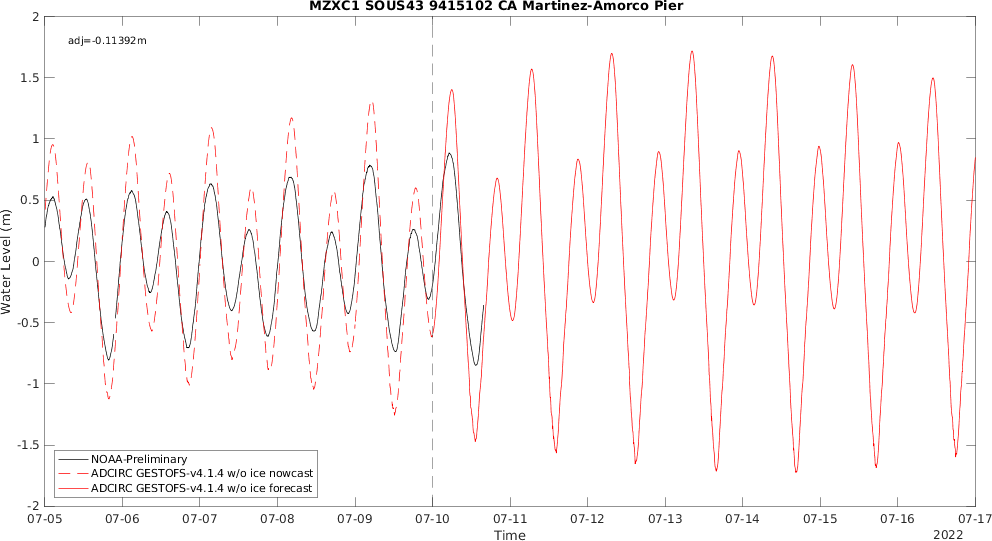 MZXC1 SOUS43 9415102 CA Martinez-Amorco Pier
adj=-0.11392m
2
1.5
1
0.5
0
-0.5
-1
-1.5
-2
Water Level (m)
NOAA-Preliminary
ADCIRC GESTOFS-v4.1.4 w/o ice nowcast
ADCIRC GESTOFS-v4.1.4 w/o ice forecast
07-05 07-06 07-07 07-08 07-09 07-10 07-11 07-12 07-13 07-14 07-15 07-16 07-17
Time
2022